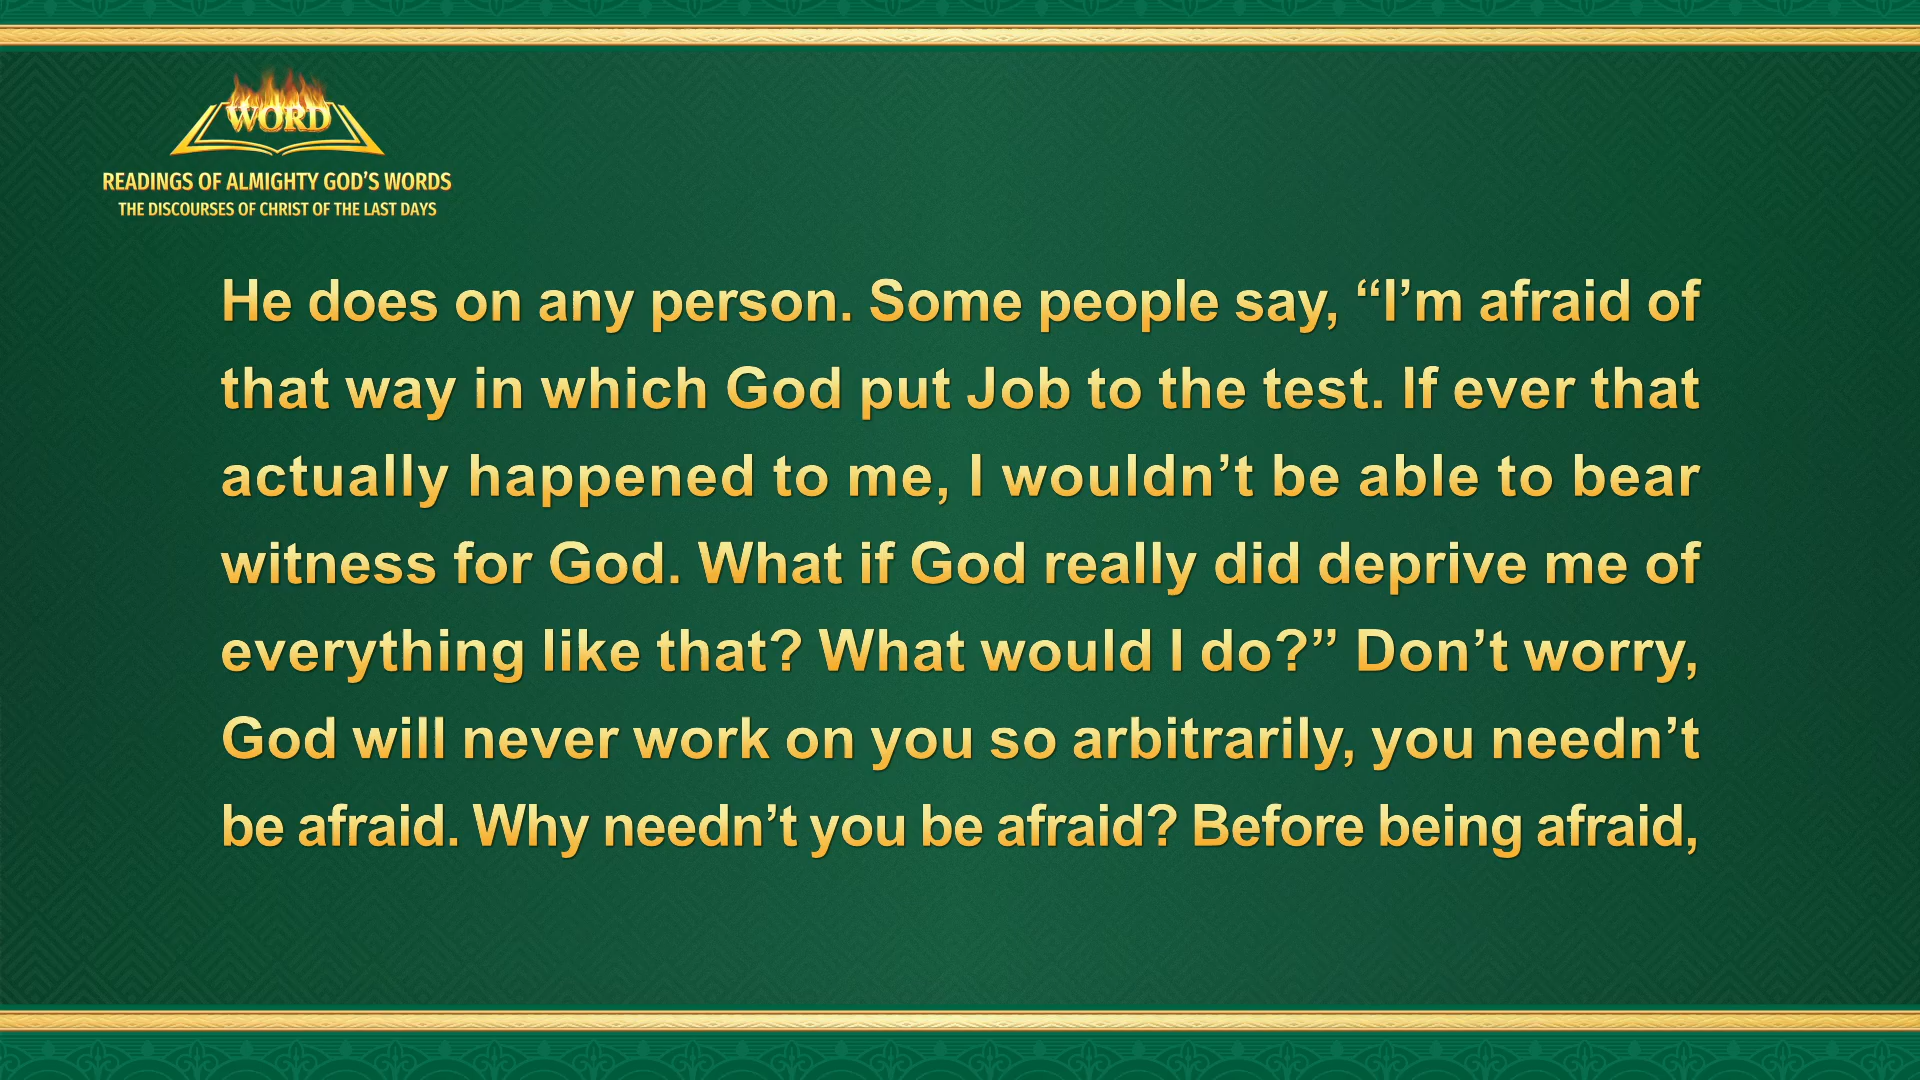 WORD
READINGS OF ALMIGHTY GOD’S WORDS
THE DISCOURSES OF CHRIST OF THE LAST DAYS
He does on any person. Some people say, “I’m afraid of
that way in which God put Job to the test. If ever that
actually happened to me, I wouldn’t be able to bear
witness for God. What if God really did deprive me of
everything like that? What would I do?” Don’t worry,
God will never work on you so arbitrarily, you needn’t
be afraid. Why needn’t you be afraid? Before being afraid,